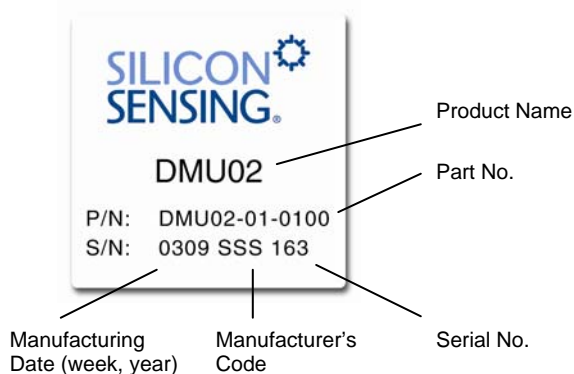 SILICON
SENSING®
Product Name
DMU02
Part No.
P/N: DMU02-01-0100
S/N: 0309 SSS 163
Manufacturing
Date (week, year)
Manufacturer's
Code
Serial No.